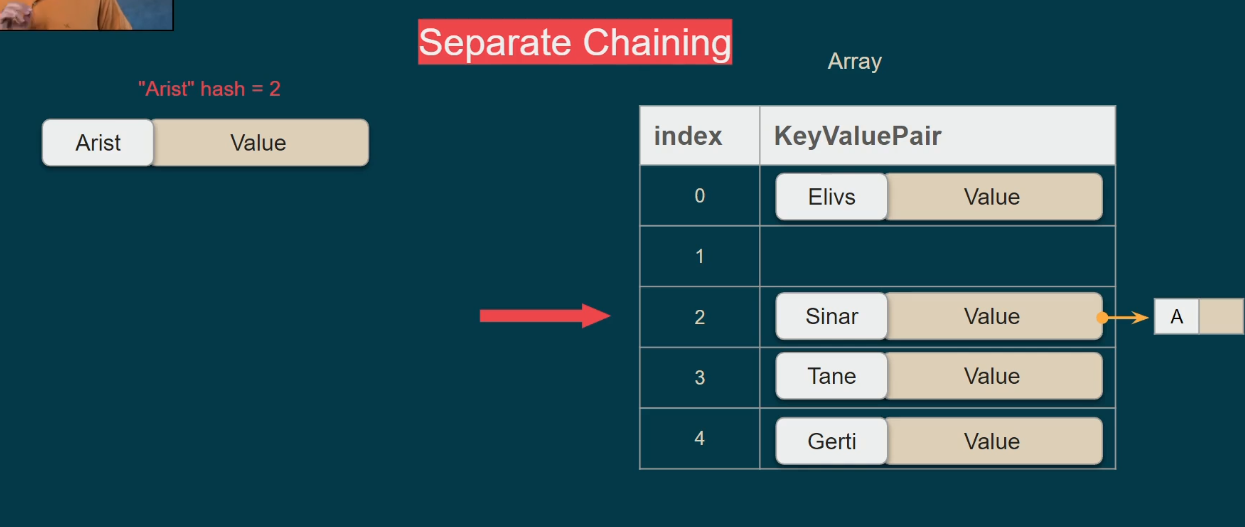 Separate Chaining
Array
"Arist" hash = 2
Arist Value
index KeyValuePair
0 Elivs Value
1
2 Sinar Value A
3 Tane Value
4 Gerti Value